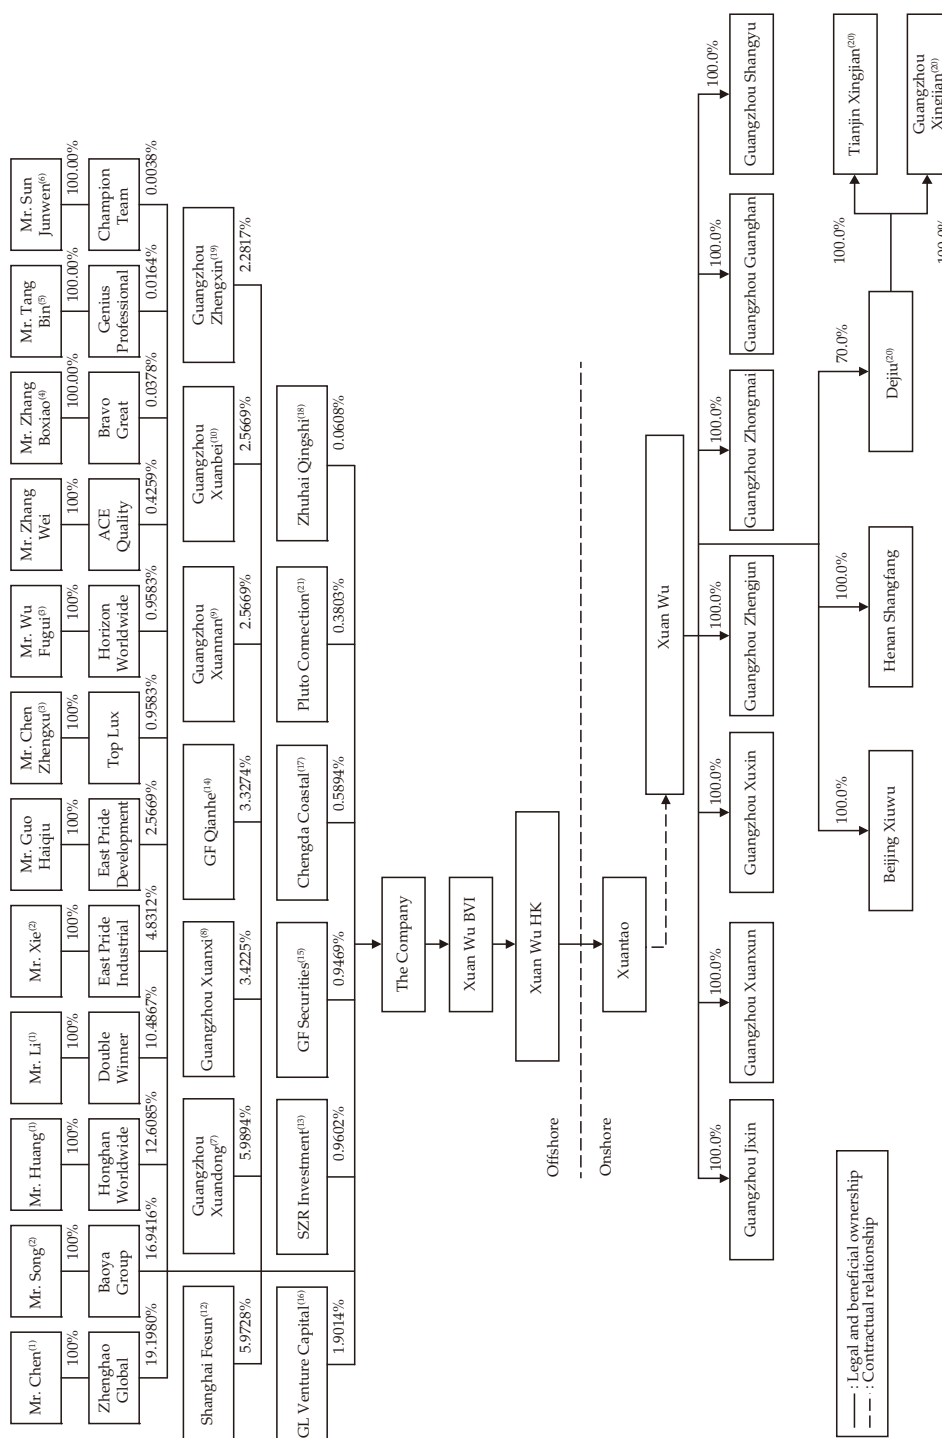 Mr. Chen(1)
Mr. Song(2)
Mr. Huang(1)
Mr. Li(1)
Mr. Xie(2)
Mr. Guo
Haiqiu
Mr. Chen
Zhengxu(3)
Mr. Wu
Fugui(3)
Mr. Zhang
Wei
Mr. Zhang
Boxiao(4)
Mr. Tang
Bin(5)
Mr. Sun
Junwen(6)
100%
100%
100%
100%
100%
100%
100%
100%
100%
100.00%
100.00%
100.00%
Zhenghao
Global
Baoya
Group
Honghan
Worldwide
Double
Winner
East Pride
Industrial
East Pride
Development
Top Lux
Horizon
Worldwide
ACE
Quality
Bravo
Great
Genius
Professional
Champion
Team
19.1980%
16.9416%
12.6085%
10.4867%
4.8312%
2.5669%
0.9583%
0.9583%
0.4259%
0.0378%
0.0164%
0.0038%
Shanghai Fosun(12)
Guangzhou
Xuandong(7)
Guangzhou Xuanxi(8)
GF Qianhe(14)
Guangzhou
Xuannan(9)
Guangzhou
Xuanbei(10)
Guangzhou
Zhengxin(19)
5.9728%
5.9894%
3.4225%
3.3274%
2.5669%
2.5669%
2.2817%
GL Venture Capital(16)
SZR Investment(13)
GF Securities(15)
Chengda Coastal(17)
Pluto Connection(21)
Zhuhai Qingshi(18)
1.9014%
0.9602%
0.9469%
0.5894%
0.3803%
0.0608%
The Company
Xuan Wu BVI
Xuan Wu HK
Offshore
Onshore
Xuantao
Xuan Wu
100.0%
100.0%
100.0%
100.0%
100.0%
100.0%
100.0%
Guangzhou Jixin
Guangzhou Xuanxun
Guangzhou Xuxin
Guangzhou Zhengjun
Guangzhou Zhongmai
Guangzhou Guanghan
Guangzhou Shangyu
100.0%
100.0%
70.0%
Beijing Xiuwu
Henan Shangfang
Dejiu(20)
100.0%
Tianjin Xingjian(20)
100.0%
Guangzhou
Xingjian(20)
: Legal and beneficial ownership
: Contractual relationship